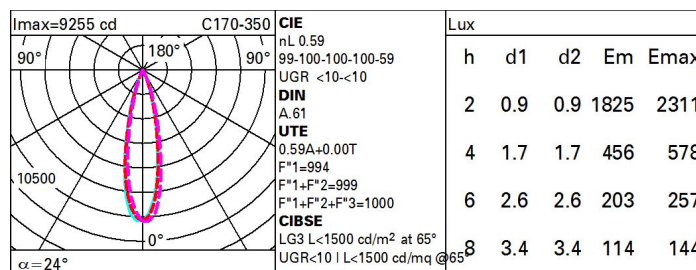 Imax=9255 cd C170-350
90° 180° 90°
10500
0°
α=24°
CIE
nL 0.59
99-100-100-100-59
UGR <10-<10
DIN
A.61
UTE
0.59A+0.00T
F"1=994
F"1+F"2=999
F"1+F"2+F"3=1000
CIBSE
LG3 L<1500 cd/m² at 65°
UGR<10 | L<1500 cd/mq @65°
Lux
h d1 d2 Em Emax
2 0.9 0.9 1825 2311
4 1.7 1.7 456 578
6 2.6 2.6 203 257
8 3.4 3.4 114 144